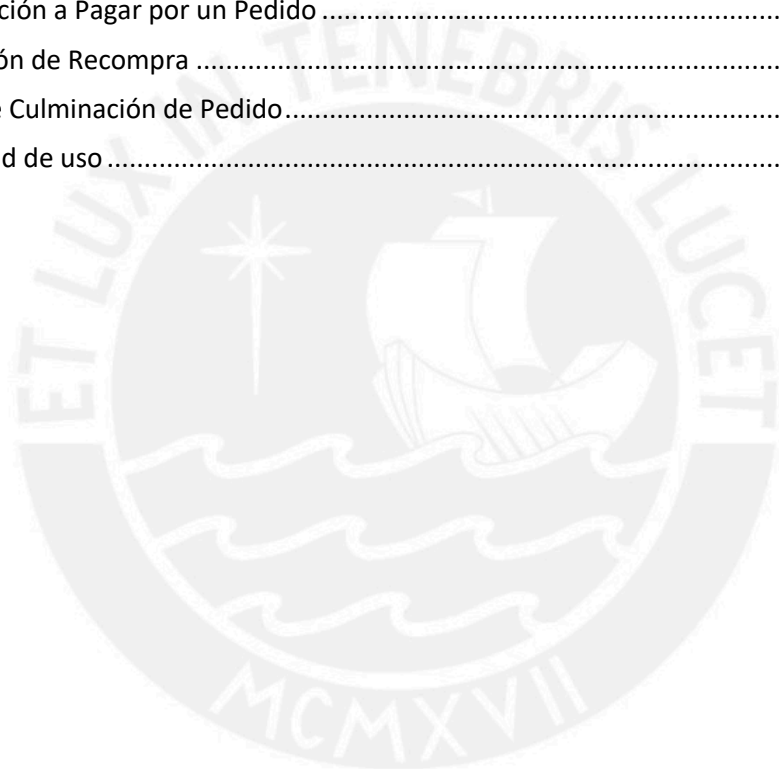 ción a Pagar por un Pedido ........................................................................
ón de Recompra ........................................................................................
e Culminación de Pedido...........................................................................
d de uso ....................................................................................................
ET LUX IN TENEBRIS LUCET
MCMXVII